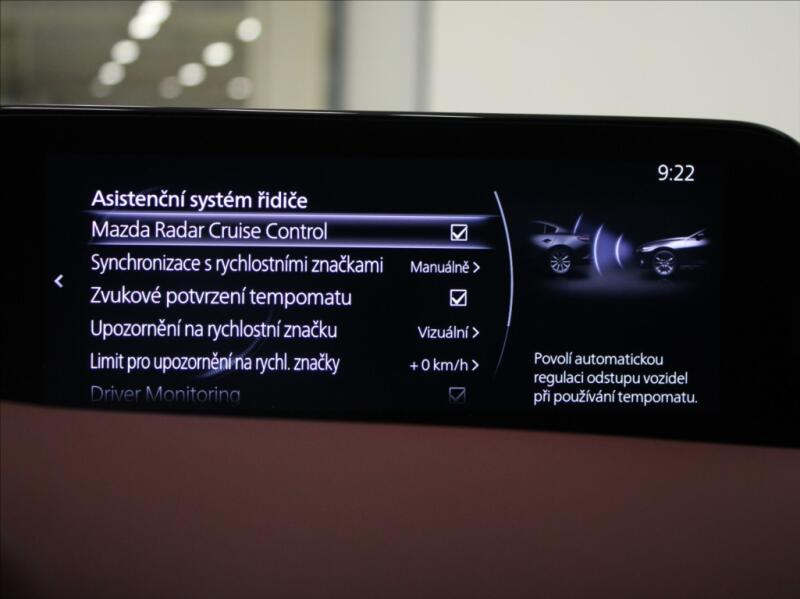 9:22
Asistenční systém řidiče
Mazda Radar Cruise Control
Synchronizace s rychlostními značkami Manuálně
Zvukové potvrzení tempomatu
Upozornění na rychlostní značku Vizuální
Limit pro upozornění na rychl. značky + 0 km/h
Driver Monitoring
Povolí automatickou
regulaci odstupu vozidel
při používání tempomatu.